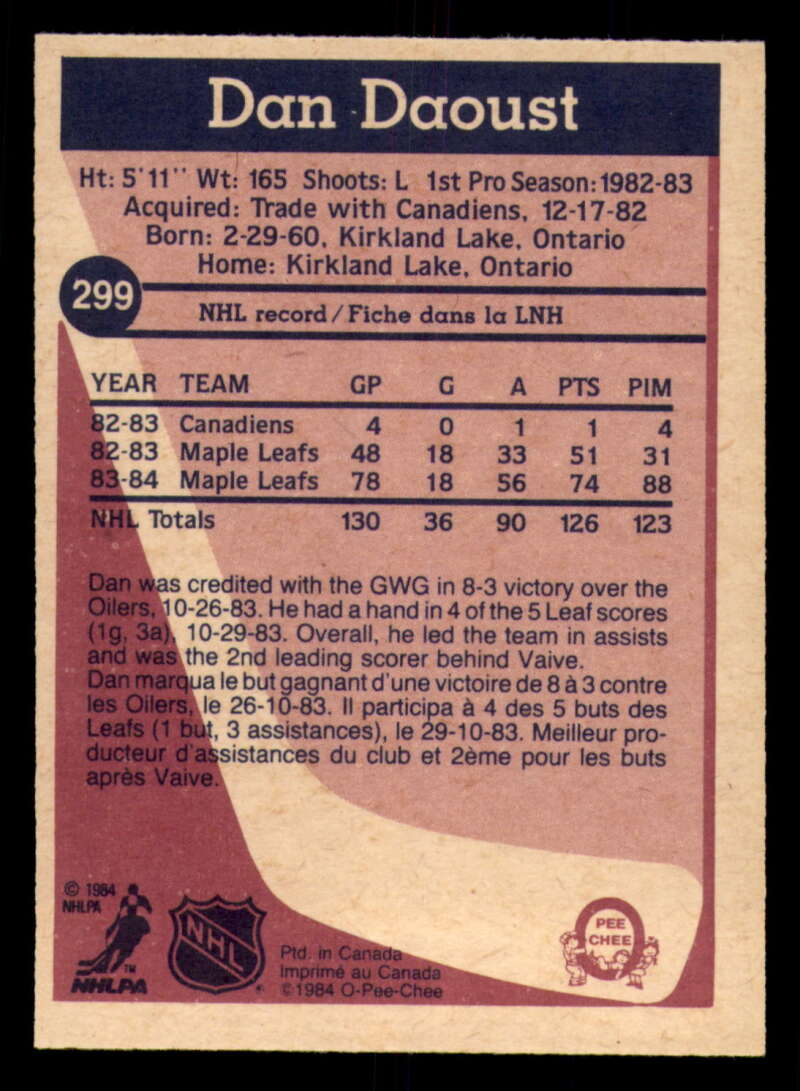 Dan Daoust
Ht: 5'11" Wt: 165 Shoots: L 1st Pro Season: 1982-83
Acquired: Trade with Canadiens, 12-17-82
Born: 2-29-60, Kirkland Lake, Ontario
Home: Kirkland Lake, Ontario
299
NHL record/Fiche dans la LNH
YEAR TEAM GP G A PTS PIM
82-83 Canadiens 4 0 1 1 4
82-83 Maple Leafs 48 18 33 51 31
83-84 Maple Leafs 78 18 56 74 88
NHL Totals 130 36 90 126 123
Dan was credited with the GWG in 8-3 victory over the
Oilers, 10-26-83. He had a hand in 4 of the 5 Leaf scores
(1g, 3a), 10-29-83. Overall, he led the team in assists
and was the 2nd leading scorer behind Vaive.
Dan marqua le but gagnant d'une victoire de 8 à 3 contre
les Oilers, le 26-10-83. Il participa à 4 des 5 buts des
Leafs (1 but, 3 assistances), le 29-10-83. Meilleur pro-
ducteur d'assistances du club et 2ème pour les buts
après Vaive.
© 1984
NHLPA
TM
NHLPA
NHL
Ptd. in Canada
Imprimé au Canada
© 1984 O-Pee-Chee
PEE
CHEE